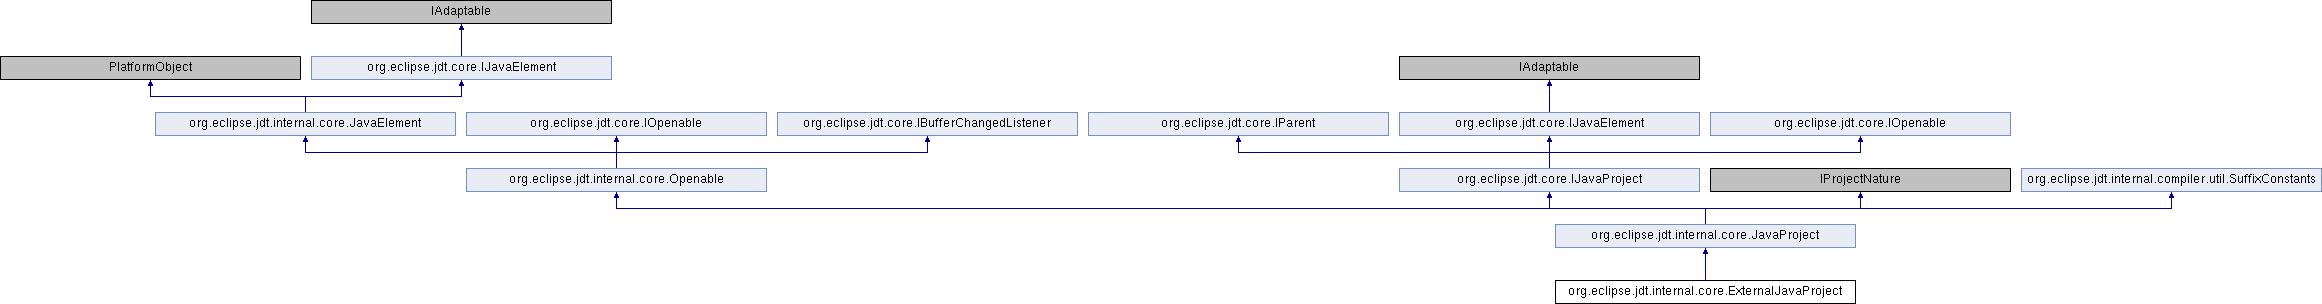 IAdaptable
PlatformObject
org.eclipse.jdt.core.IJavaElement
IAdaptable
org.eclipse.jdt.internal.core.JavaElement
org.eclipse.jdt.core.IOpenable
org.eclipse.jdt.core.IBufferChangedListener
org.eclipse.jdt.core.IParent
org.eclipse.jdt.core.IJavaElement
org.eclipse.jdt.core.IOpenable
org.eclipse.jdt.internal.core.Openable
org.eclipse.jdt.core.IJavaProject
IProjectNature
org.eclipse.jdt.internal.compiler.util.SuffixConstants
org.eclipse.jdt.internal.core.JavaProject
org.eclipse.jdt.internal.core.ExternalJavaProject